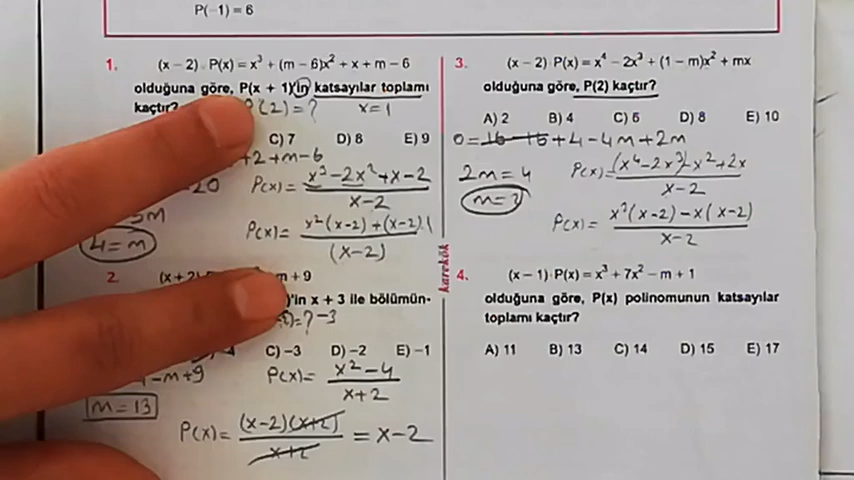 P(-1) = 6
1. (x – 2) · P(x) = x³ + (m – 6)x² + x + m – 6
olduğuna göre, P(x + 1)'in katsayılar toplamı
kaçtır?
P(2) = ? x = 1
C) 7 D) 8 E) 9
+2+m-6
-20
P(x) = x³-2x²+x-2 / x-2
3m
4 = m
P(x) = x²(x-2)+(x-2).1 / (x-2)
2. (x + 2) m + 9
)'in x + 3 ile bölümün-
= ? -3
C) –3 D) –2 E) –1
-m+9
P(x) = x²-4 / x+2
m = 13
P(x) = (x-2)(x+2) / x+2 = x-2
karekök
3. (x – 2) · P(x) = x⁴ – 2x³ + (1 – m)x² + mx
olduğuna göre, P(2) kaçtır?
A) 2 B) 4 C) 6 D) 8 E) 10
0 = 16 - 16 + 4 - 4m + 2m
2m = 4
m = 2
P(x) = (x⁴-2x³)-x²+2x / x-2
P(x) = x³(x-2)-x(x-2) / x-2
4. (x – 1) · P(x) = x³ + 7x² – m + 1
olduğuna göre, P(x) polinomunun katsayılar
toplamı kaçtır?
A) 11 B) 13 C) 14 D) 15 E) 17